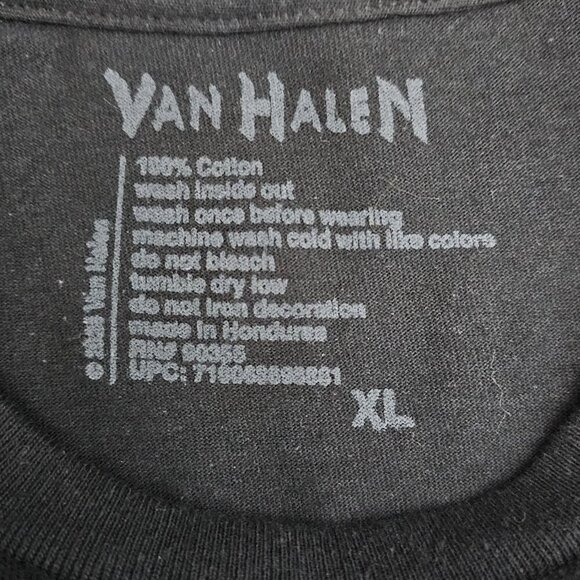 VAN HALEN
100% Cotton
wash inside out
wash once before wearing
machine wash cold with like colors
do not bleach
tumble dry low
do not iron decoration
made in Honduras
RN# 90355
UPC:
XL
© Van Halen